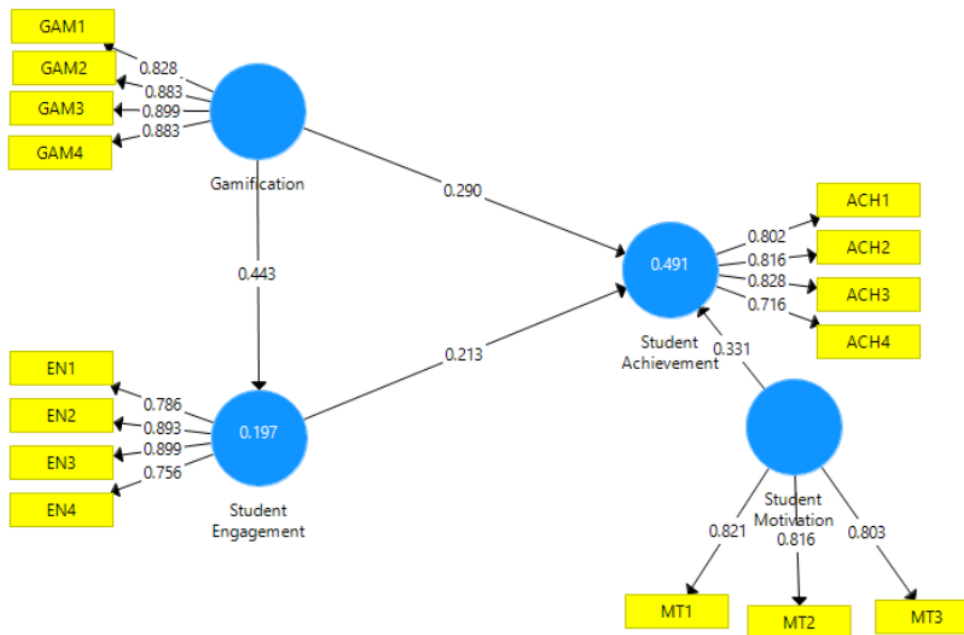 GAM1
GAM2
GAM3
GAM4
0.828
0.883
0.899
0.883
Gamification
0.290
0.443
0.491
Student
Achievement
0.802
0.816
0.828
0.716
ACH1
ACH2
ACH3
ACH4
0.213
0.331
EN1
EN2
EN3
EN4
0.786
0.893
0.899
0.756
0.197
Student
Engagement
Student
Motivation
0.821
0.816
0.803
MT1
MT2
MT3